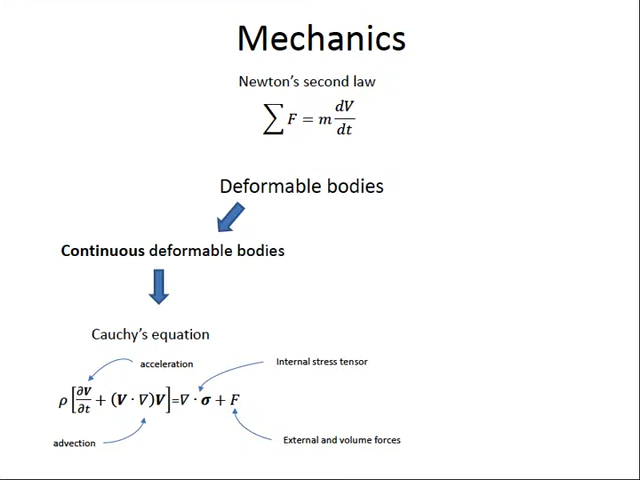 Mechanics
Newton's second law
∑ F = m dV/dt
Deformable bodies
Continuous deformable bodies
Cauchy's equation
acceleration
Internal stress tensor
ρ [∂V/∂t + (V · ∇)V] =∇ · σ + F
advection
External and volume forces